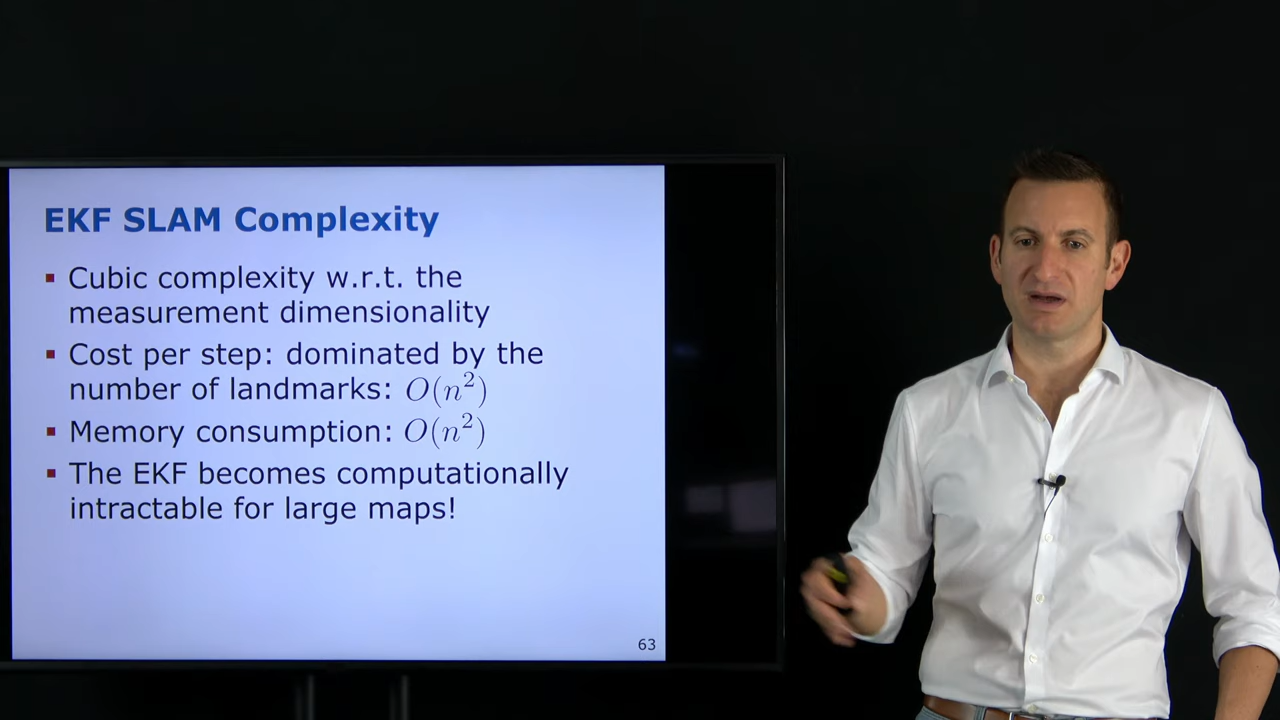 EKF SLAM Complexity
▪ Cubic complexity w.r.t. the
measurement dimensionality
▪ Cost per step: dominated by the
number of landmarks: O(n²)
▪ Memory consumption: O(n²)
▪ The EKF becomes computationally
intractable for large maps!
63